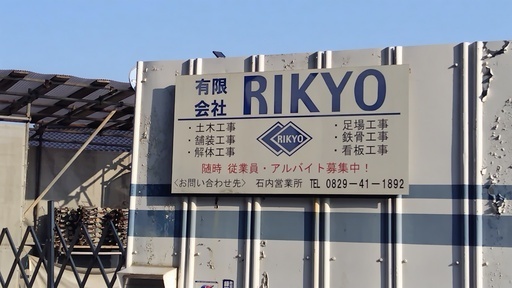 有限会社 RIKYO
・土木工事 ・足場工事
・舗装工事 ・鉄骨工事
・解体工事 ・看板工事
RIKYO
随時 従業員・アルバイト募集中！
〈お問い合わせ先〉 石内営業所 TEL 0829－41－1892